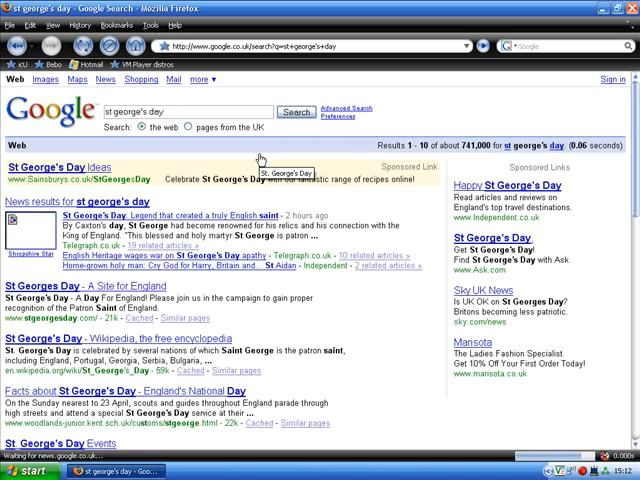 st george's day - Google Search - Mozilla Firefox
File Edit View History Bookmarks Tools
http://www.google.co.uk/search?q=st+george's+day
Google
icU Bebo Hotmail VM Player distros
Web Images Maps News Shopping Mail more ▼ Sign in
Google st george's day Search Advanced Search
Preferences
Search: the web pages from the UK
Web Results 1 - 10 of about 741,000 for st george's day. (0.06 seconds)
St. George's Day
St George's Day Ideas Sponsored Link
www.Sainsburys.co.uk/StGeorgesDay Celebrate St George's Day with our fantastic range of recipes online!
News results for st george's day
St George's Day: Legend that created a truly English saint - 2 hours ago
By Caxton's day, St George had become renowned for his relics and his connection with the
King of England. "This blessed and holy martyr St George is patron ...
Telegraph.co.uk - 19 related articles »
English Heritage wages war on St George's Day apathy - Telegraph.co.uk - 10 related articles »
Home-grown holy man: Cry God for Harry, Britain and... St Aidan - Independent - 2 related articles »
Shropshire Star
St Georges Day - A Site for England
St George's Day - A Day For England! Please join us in the campaign to gain proper
recognition of the Patron Saint of England.
www.stgeorgesday.com/ - 21k - Cached - Similar pages
St George's Day - Wikipedia, the free encyclopedia
St. George's Day is celebrated by several nations of which Saint George is the patron saint,
including England, Portugal, Georgia, Serbia, Bulgaria, ...
en.wikipedia.org/wiki/St_George's_Day - 59k - Cached - Similar pages
Facts about St George's Day - England's National Day
On the Sunday nearest to 23 April, scouts and guides throughout England parade through
high streets and attend a special St George's Day service at their ...
www.woodlands-junior.kent.sch.uk/customs/stgeorge.html - 22k - Cached - Similar pages
St George's Day Events
Sponsored Links
Happy St George's Day
Read articles and reviews on
England's top travel destinations.
www.Independent.co.uk
St George's Day
Get St George's Day!
Find St George's Day with Ask.
www.Ask.com
Sky UK News
Is UK OK on St Georges Day?
Britons becoming less patriotic.
sky.com/news
Marisota
The Ladies Fashion Specialist.
Get 10% Off Your First Order Today!
www.marisota.co.uk
Waiting for news.google.co.uk... 0.000s
start st george's day - Goo... 15:12